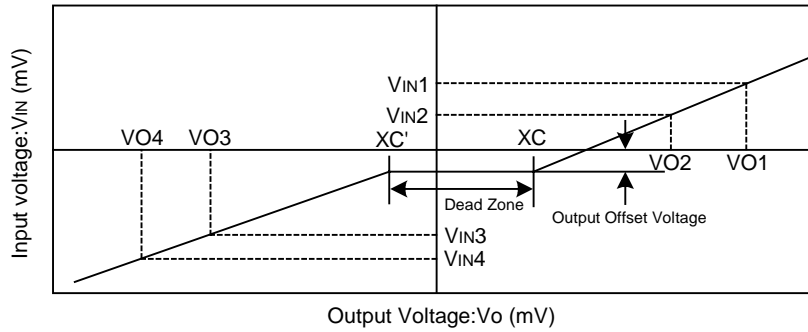 Input voltage:VIN (mV)
VIN1
VIN2
VO4 VO3 XC' XC
VO2 VO1
Dead Zone
Output Offset Voltage
VIN3
VIN4
Output Voltage:Vo (mV)